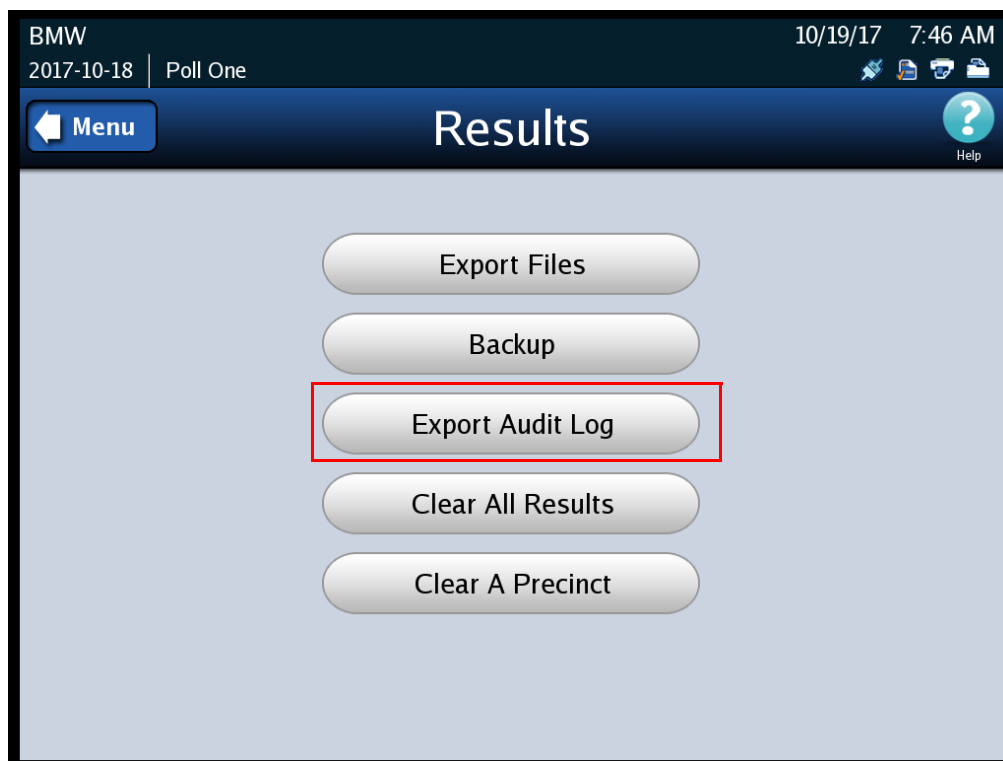 BMW
10/19/17 7:46 AM
2017-10-18 Poll One
Menu
Results
Help
Export Files
Backup
Export Audit Log
Clear All Results
Clear A Precinct